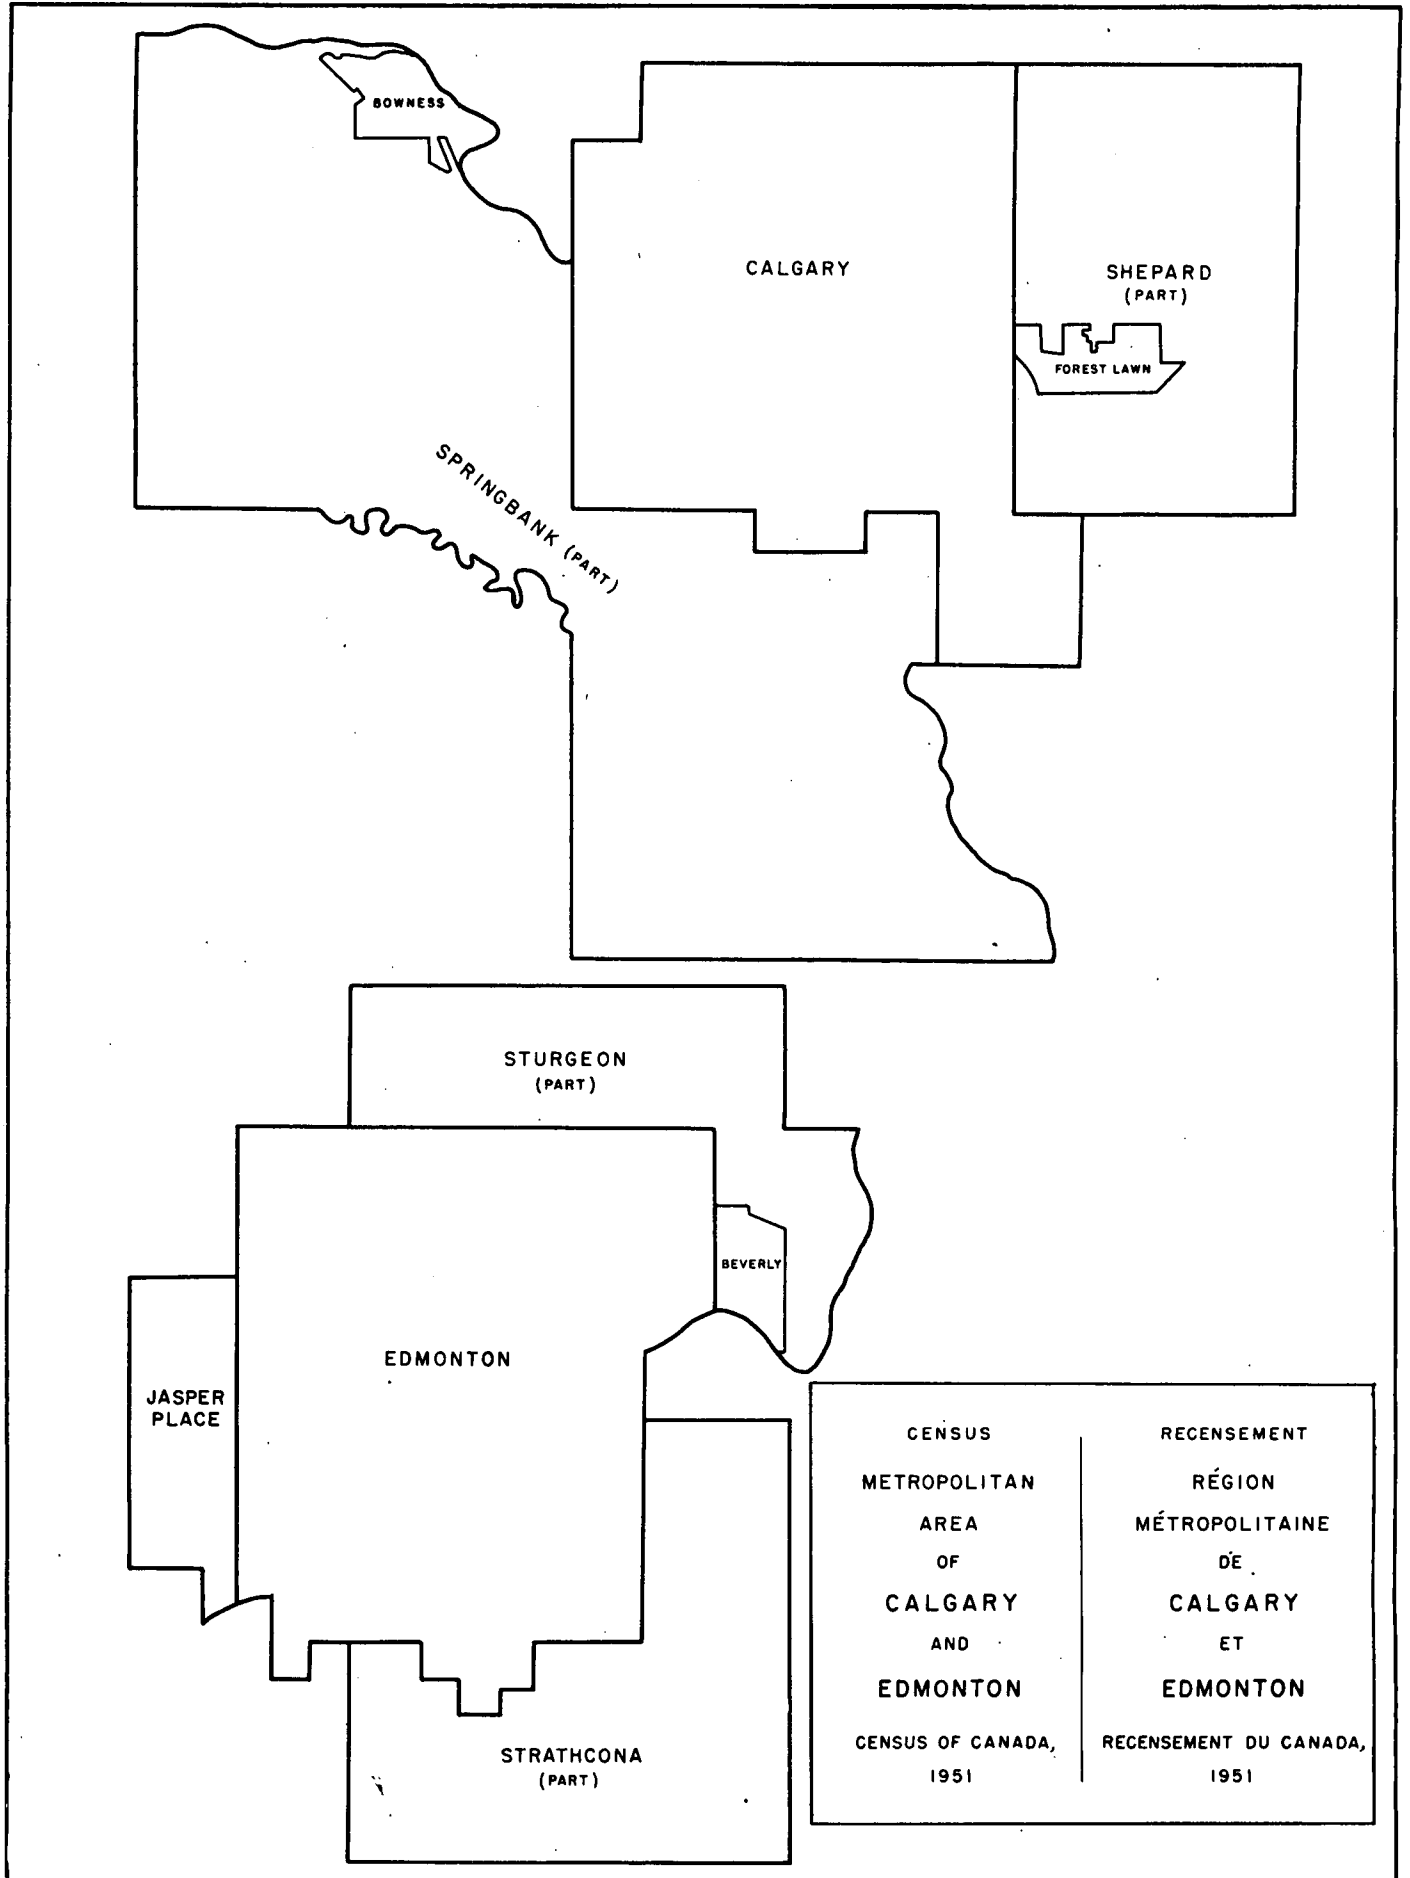 BOWNESS
CALGARY
SHEPARD
(PART)
FOREST LAWN
SPRINGBANK (PART)
STURGEON
(PART)
BEVERLY
EDMONTON
JASPER
PLACE
STRATHCONA
(PART)
CENSUS
METROPOLITAN
AREA
OF
CALGARY
AND
EDMONTON
CENSUS OF CANADA,
1951
RECENSEMENT
RÉGION
MÉTROPOLITAINE
DE
CALGARY
ET
EDMONTON
RECENSEMENT DU CANADA,
1951